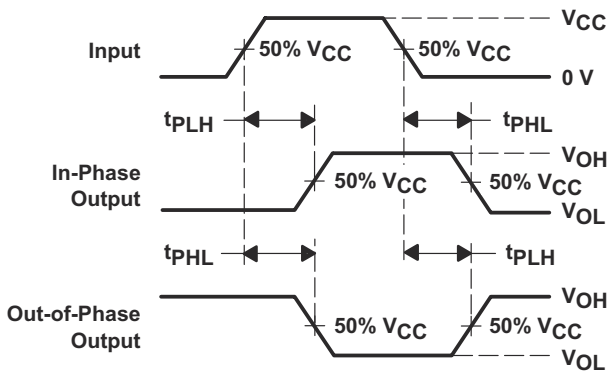 VCC
Input
50% VCC
50% VCC
0 V
tPLH
tPHL
VOH
In-Phase
Output
50% VCC
50% VCC
VOL
tPHL
tPLH
VOH
Out-of-Phase
Output
50% VCC
50% VCC
VOL